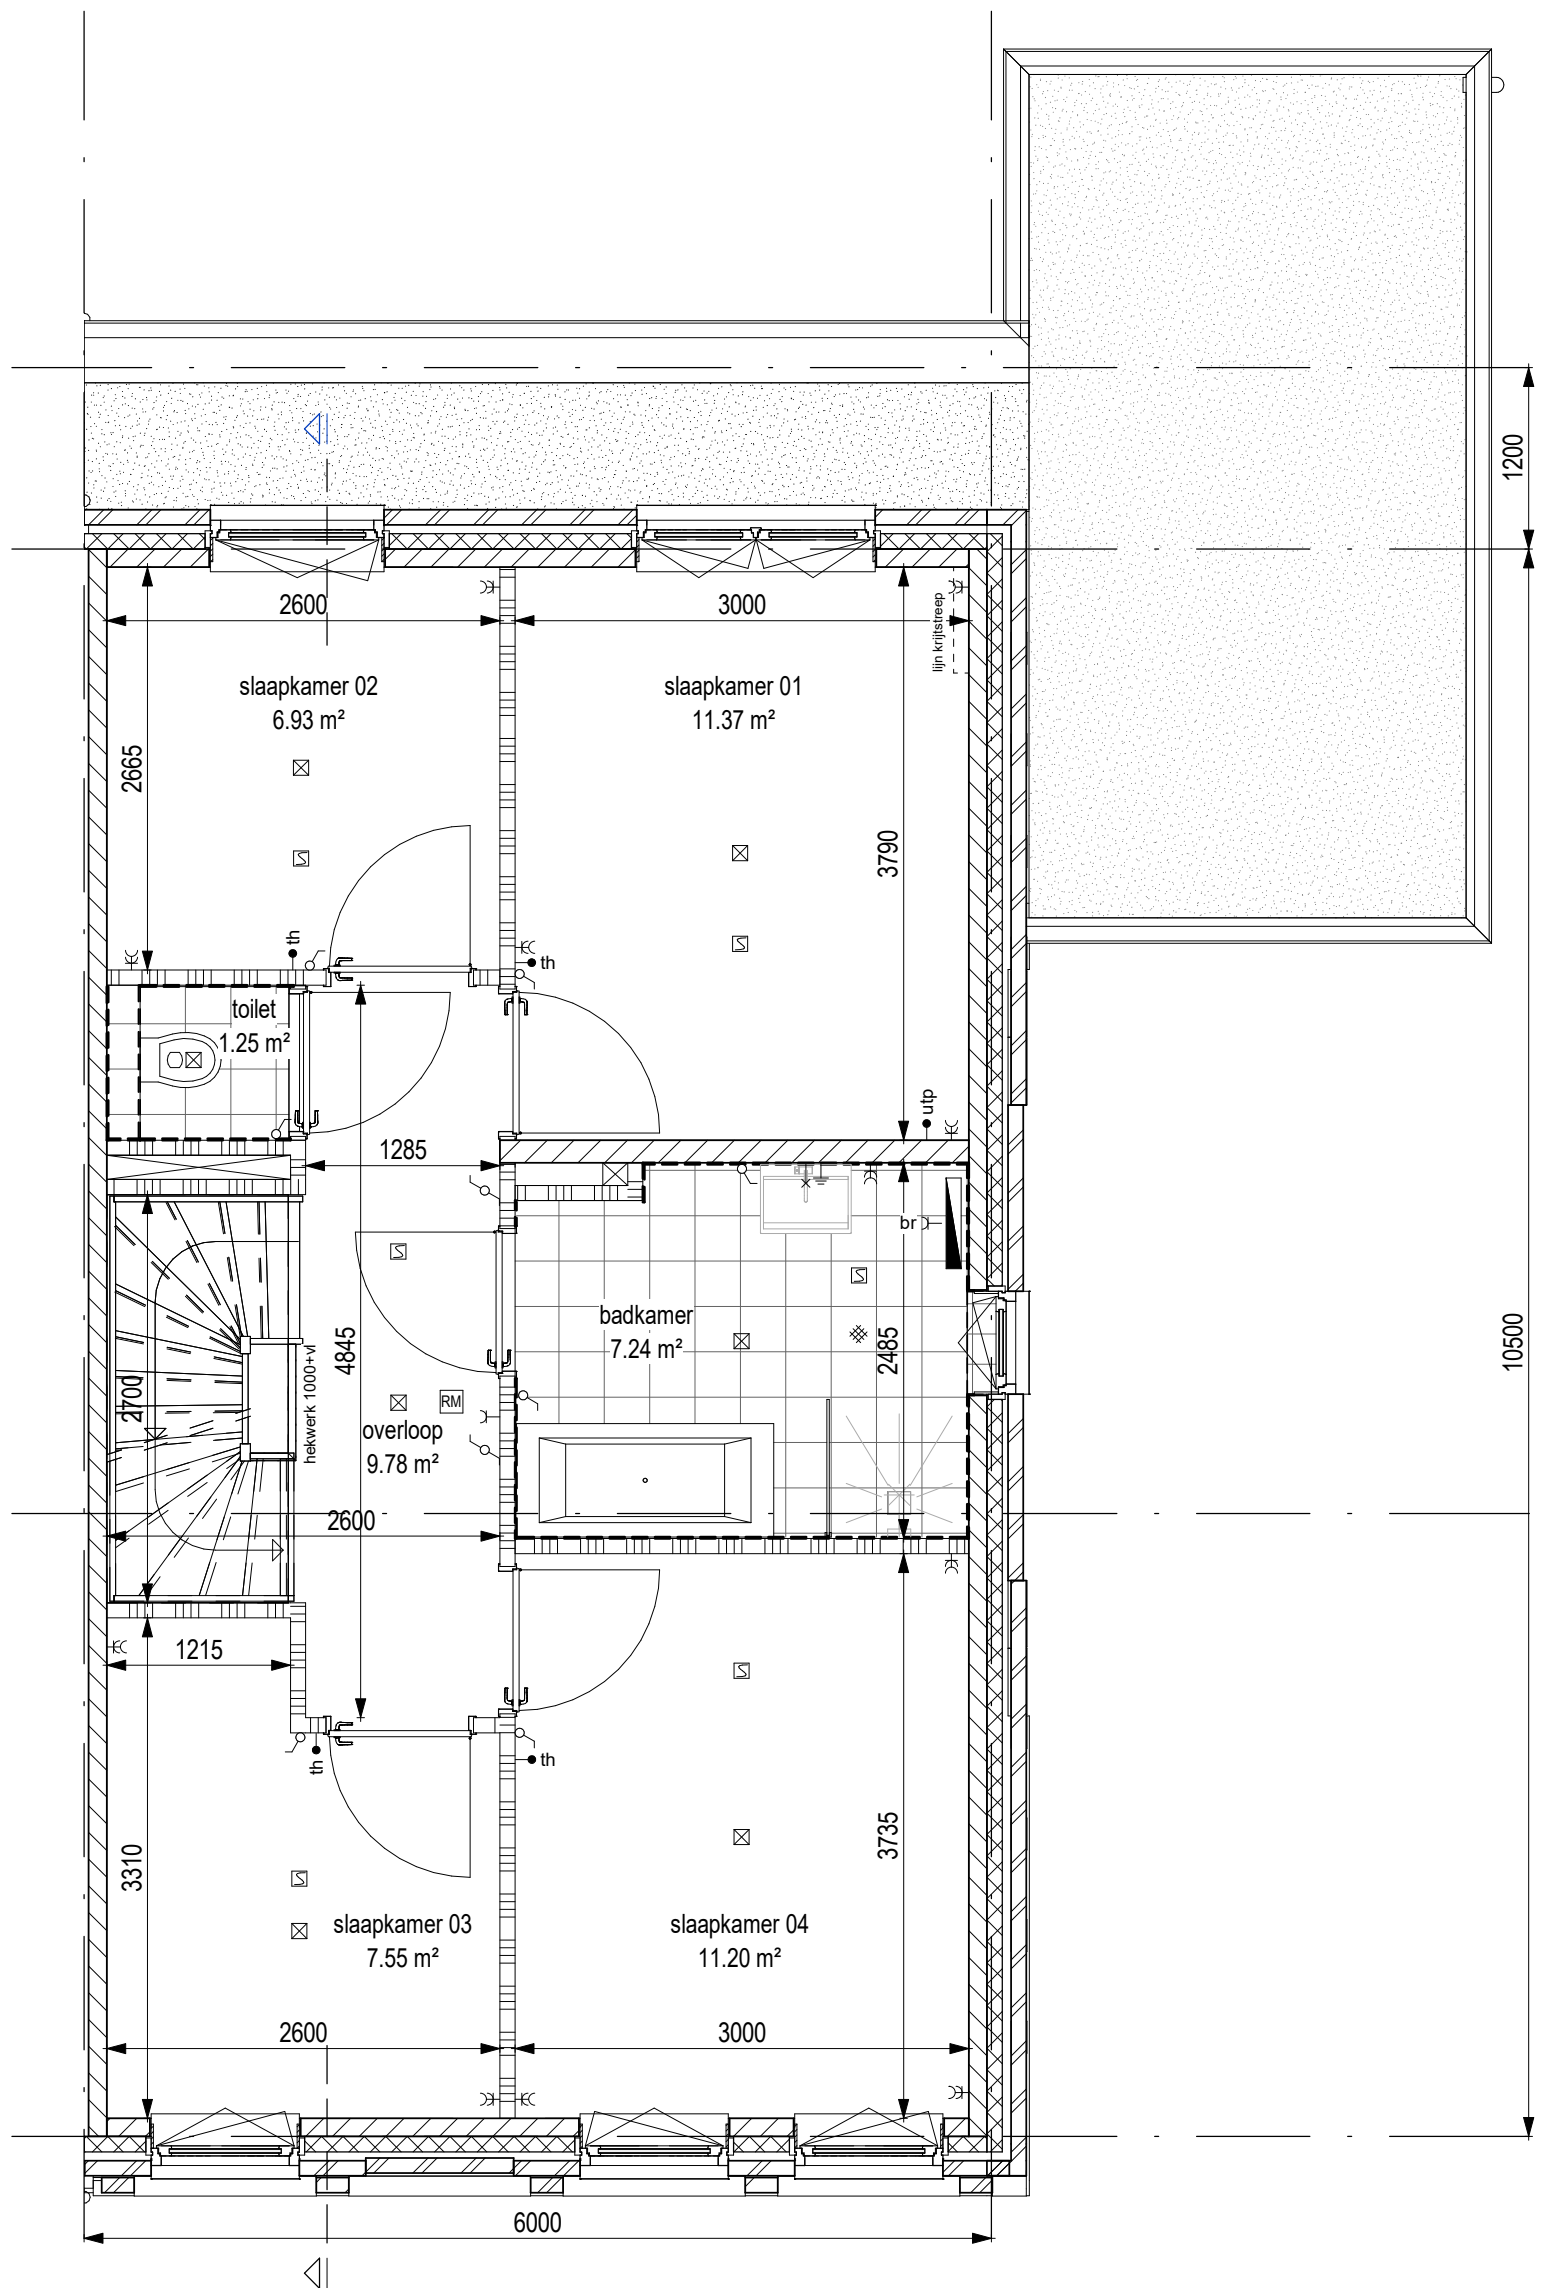 1200
2600
3000
lijn krijtstreep
slaapkamer 02
6.93 m²
slaapkamer 01
11.37 m²
2665
3790
th
th
toilet
1.25 m²
utp
1285
br
badkamer
7.24 m²
2485
4845
10500
hekwerk 1000+vl
2700
RM
overloop
9.78 m²
2600
1215
th
th
3310
3735
slaapkamer 03
7.55 m²
slaapkamer 04
11.20 m²
2600
3000
6000